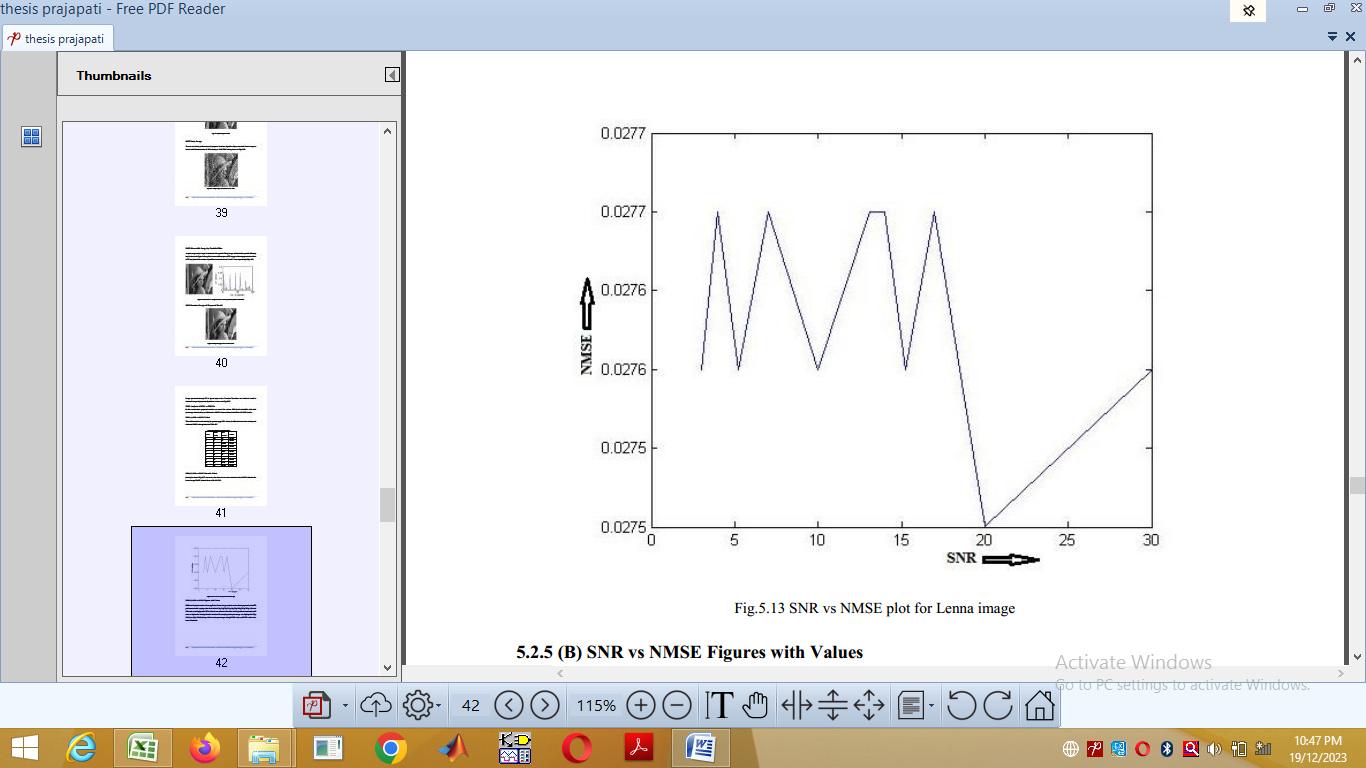 thesis prajapati - Free PDF Reader
thesis prajapati
Thumbnails
39
40
41
42
0.0277
0.0277
0.0276
0.0276
0.0275
0.0275
NMSE
0 5 10 15 20 25 30
SNR
Fig.5.13 SNR vs NMSE plot for Lenna image
5.2.5 (B) SNR vs NMSE Figures with Values
Activate Windows
Go to PC settings to activate Windows.
42 115%
10:47 PM
19/12/2023